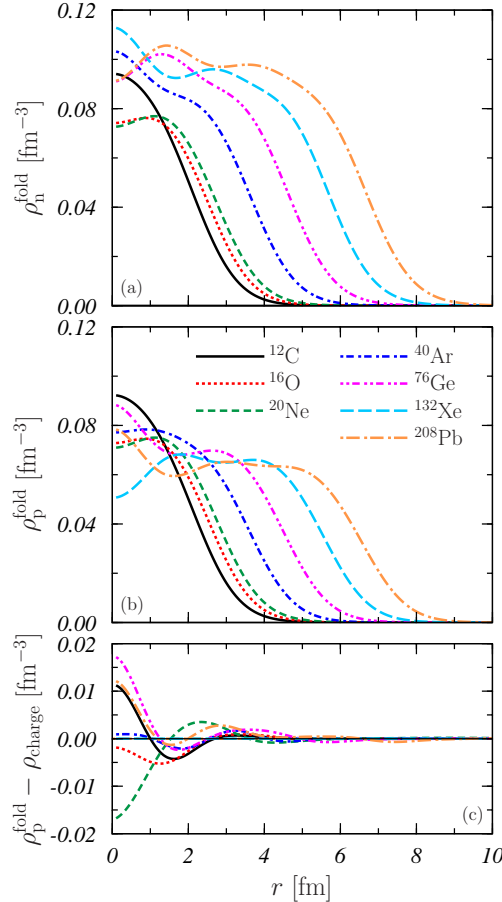 0.12
0.08
0.04
0.00
ρ_n^fold [fm⁻³]
(a)
0.12
0.08
0.04
0.00
ρ_p^fold [fm⁻³]
¹²C
¹⁶O
²⁰Ne
⁴⁰Ar
⁷⁶Ge
¹³²Xe
²⁰⁸Pb
(b)
0.02
0.01
0.00
-0.01
-0.02
ρ_p^fold − ρ_charge [fm⁻³]
(c)
0 2 4 6 8 10
r [fm]